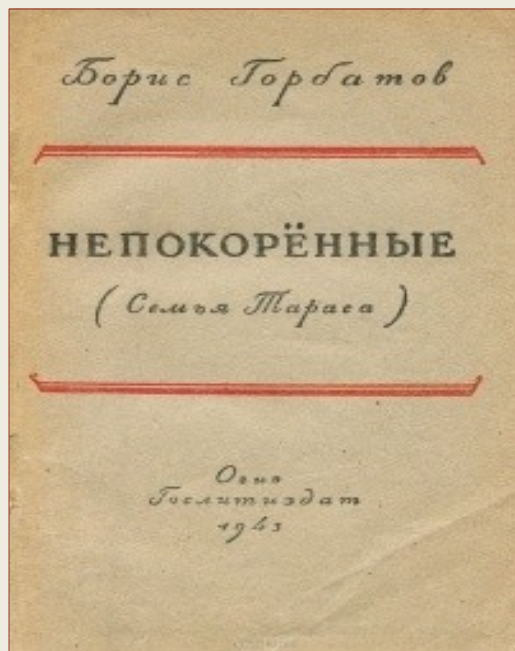 Борис Горбатов
НЕПОКОРЁННЫЕ
(Семья Тараса)
Огиз
Гослитиздат
1943